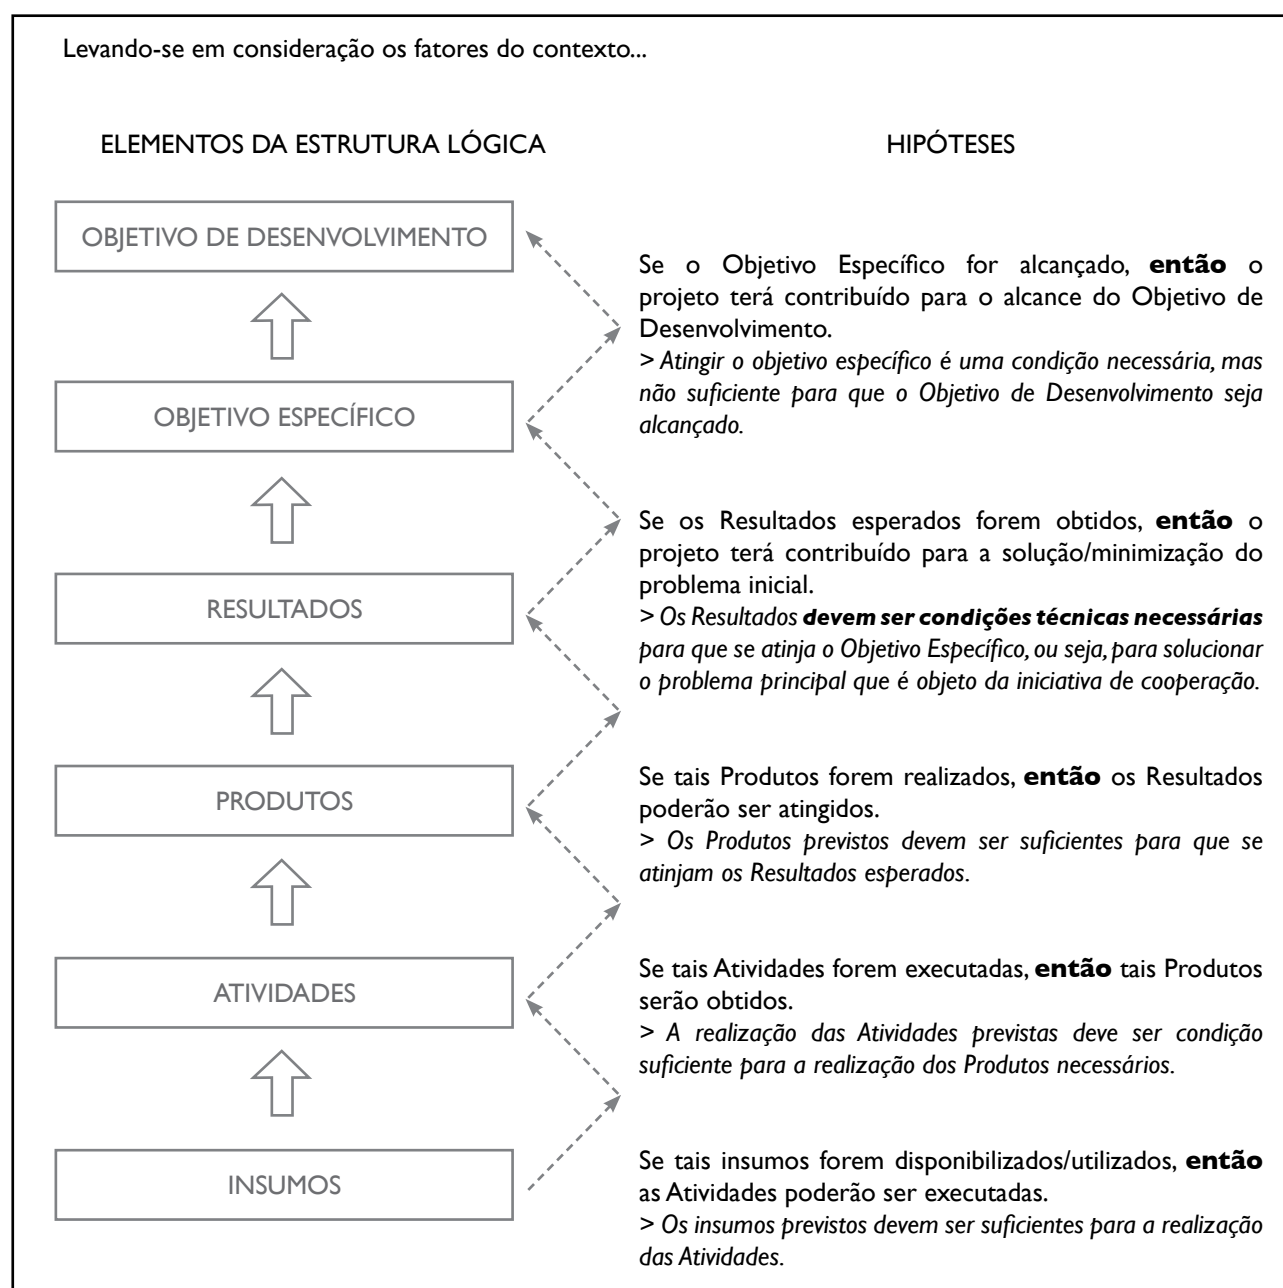 Levando-se em consideração os fatores do contexto...
ELEMENTOS DA ESTRUTURA LÓGICA
HIPÓTESES
OBJETIVO DE DESENVOLVIMENTO
Se o Objetivo Específico for alcançado, então o
projeto terá contribuído para o alcance do Objetivo de
Desenvolvimento.
> Atingir o objetivo específico é uma condição necessária, mas
não suficiente para que o Objetivo de Desenvolvimento seja
alcançado.
OBJETIVO ESPECÍFICO
Se os Resultados esperados forem obtidos, então o
projeto terá contribuído para a solução/minimização do
problema inicial.
> Os Resultados devem ser condições técnicas necessárias
para que se atinja o Objetivo Específico, ou seja, para solucionar
o problema principal que é objeto da iniciativa de cooperação.
RESULTADOS
Se tais Produtos forem realizados, então os Resultados
poderão ser atingidos.
> Os Produtos previstos devem ser suficientes para que se
atinjam os Resultados esperados.
PRODUTOS
Se tais Atividades forem executadas, então tais Produtos
serão obtidos.
> A realização das Atividades previstas deve ser condição
suficiente para a realização dos Produtos necessários.
ATIVIDADES
Se tais insumos forem disponibilizados/utilizados, então
as Atividades poderão ser executadas.
> Os insumos previstos devem ser suficientes para a realização
das Atividades.
INSUMOS